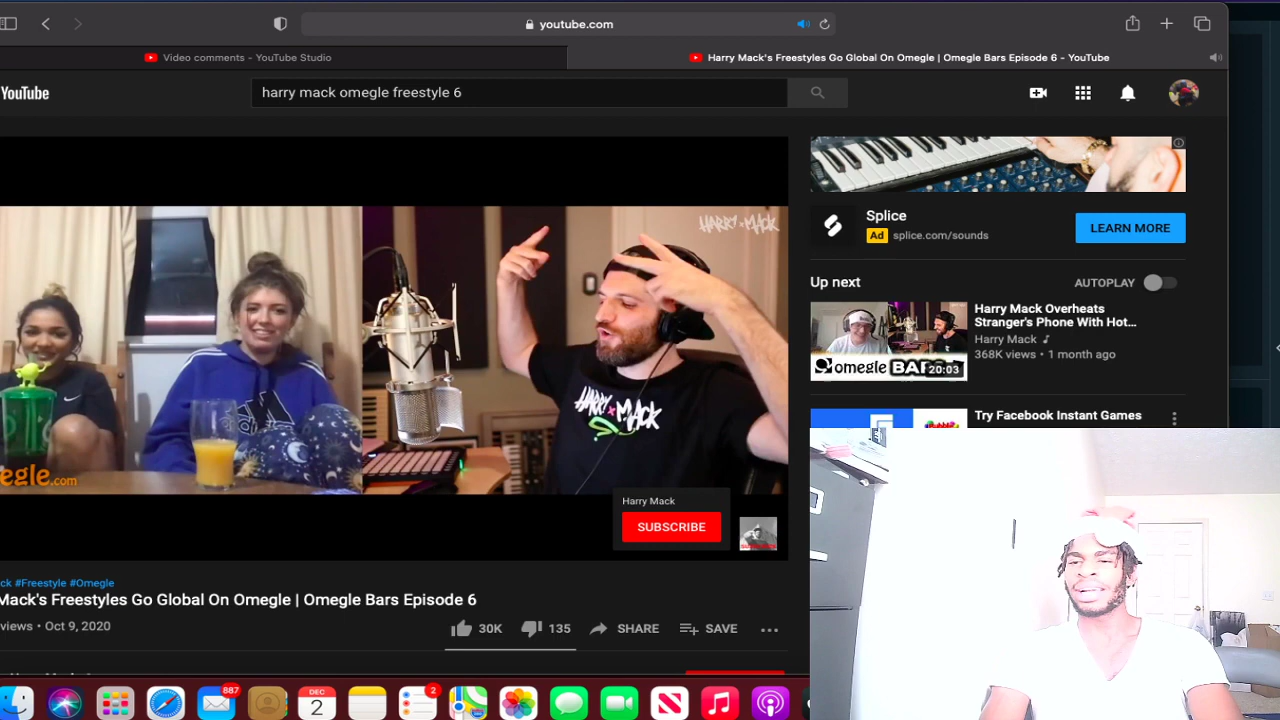 youtube.com
Video comments - YouTube Studio
Harry Mack's Freestyles Go Global On Omegle | Omegle Bars Episode 6 - YouTube
YouTube
harry mack omegle freestyle 6
HARRY MACK
HARRY MACK
egle.com
Harry Mack
SUBSCRIBE
ck #Freestyle #Omegle
Mack's Freestyles Go Global On Omegle | Omegle Bars Episode 6
views • Oct 9, 2020
30K
135
SHARE
SAVE
Splice
Ad splice.com/sounds
LEARN MORE
Up next
AUTOPLAY
omegle BARS
20:03
Harry Mack Overheats
Stranger's Phone With Hot...
Harry Mack
368K views • 1 month ago
Try Facebook Instant Games
887
DEC
2
2